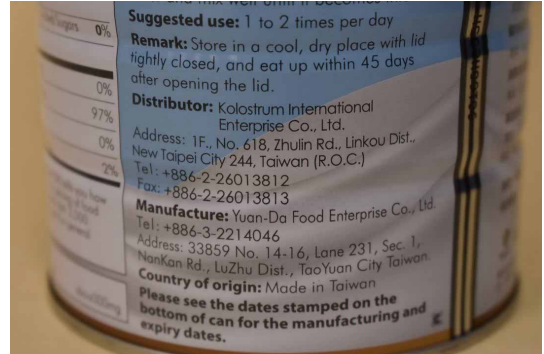 Suggested use: 1 to 2 times per day
Remark: Store in a cool, dry place with lid
tightly closed, and eat up within 45 days
after opening the lid.
Distributor: Kolostrum International
Enterprise Co., Ltd.
Address: 1F., No. 618, Zhulin Rd., Linkou Dist.,
New Taipei City 244, Taiwan (R.O.C.)
Tel: +886-2-26013812
Fax: +886-2-26013813
Manufacture: Yuan-Da Food Enterprise Co., Ltd.
Tel: +886-3-2214046
Address: 33859 No. 14-16, Lane 231, Sec. 1,
NanKan Rd., LuZhu Dist., TaoYuan City Taiwan.
Country of origin: Made in Taiwan
Please see the dates stamped on the
bottom of can for the manufacturing and
expiry dates.
Sugars 0%
0%
97%
0%
2%